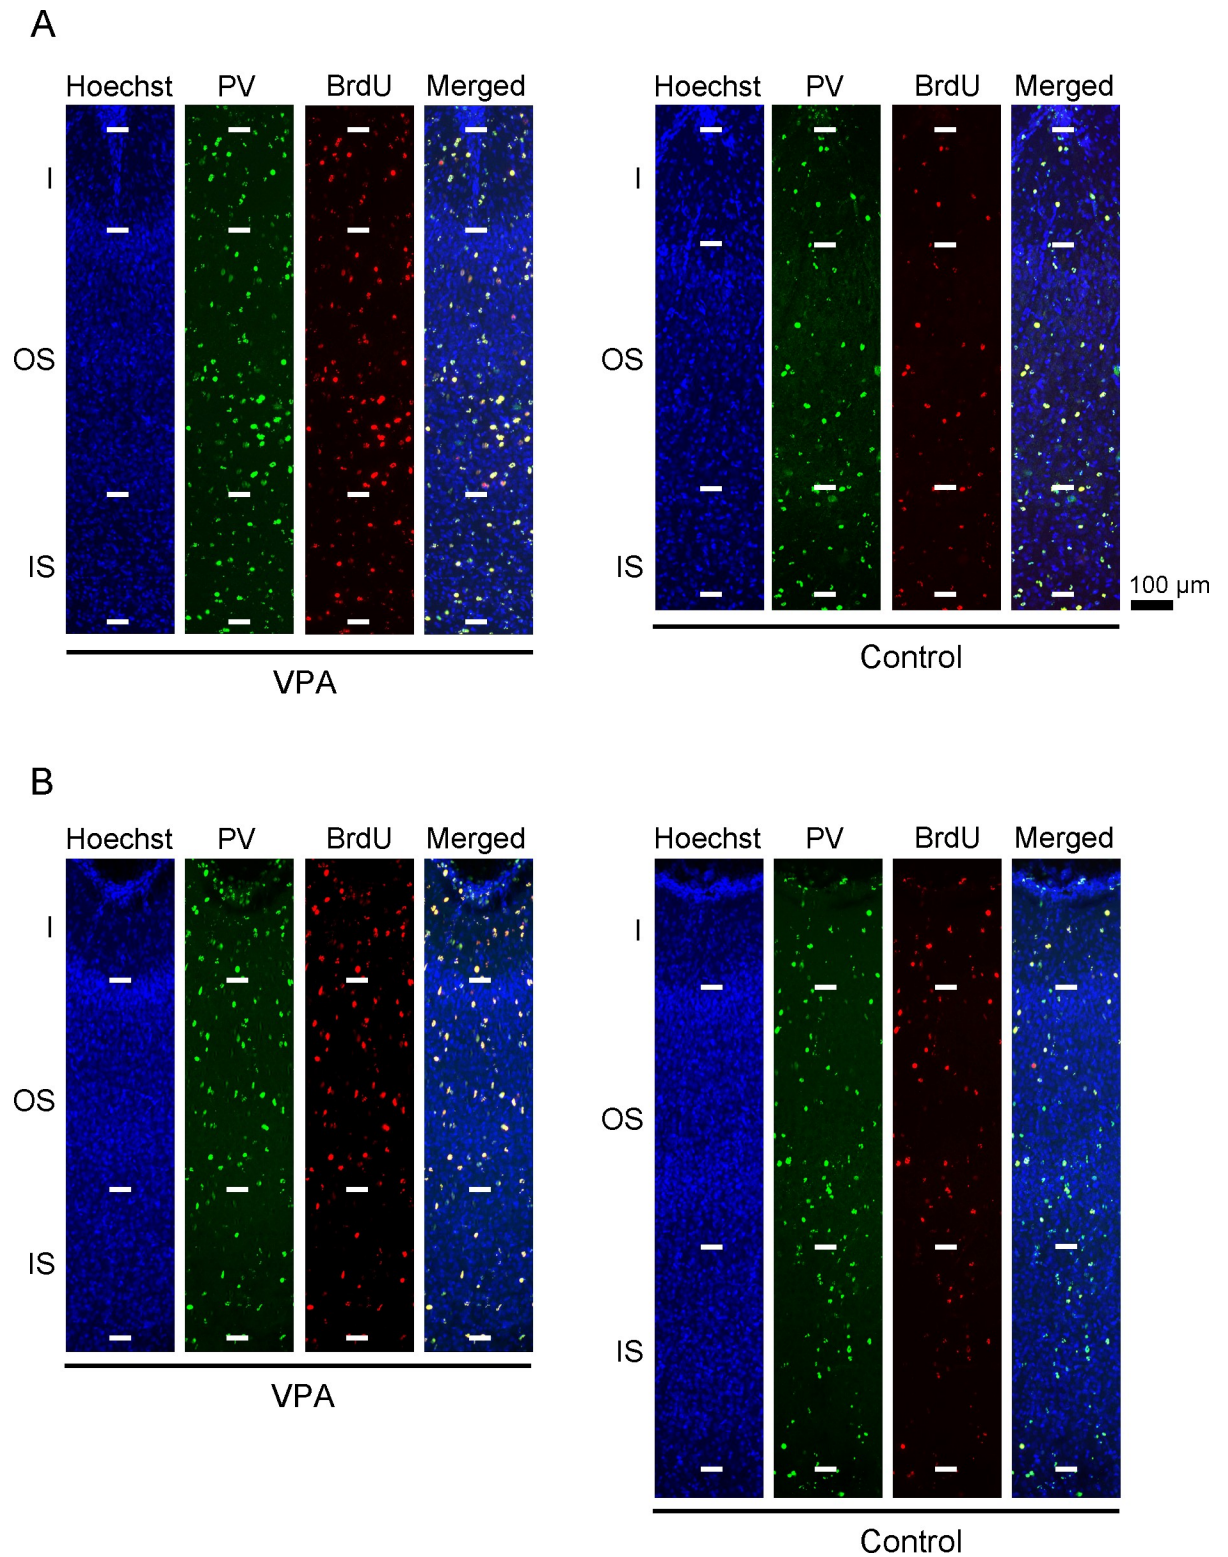 A
Hoechst PV BrdU Merged
Hoechst PV BrdU Merged
I
OS
IS
I
OS
IS
100 µm
VPA
Control
B
Hoechst PV BrdU Merged
Hoechst PV BrdU Merged
I
OS
IS
I
OS
IS
VPA
Control